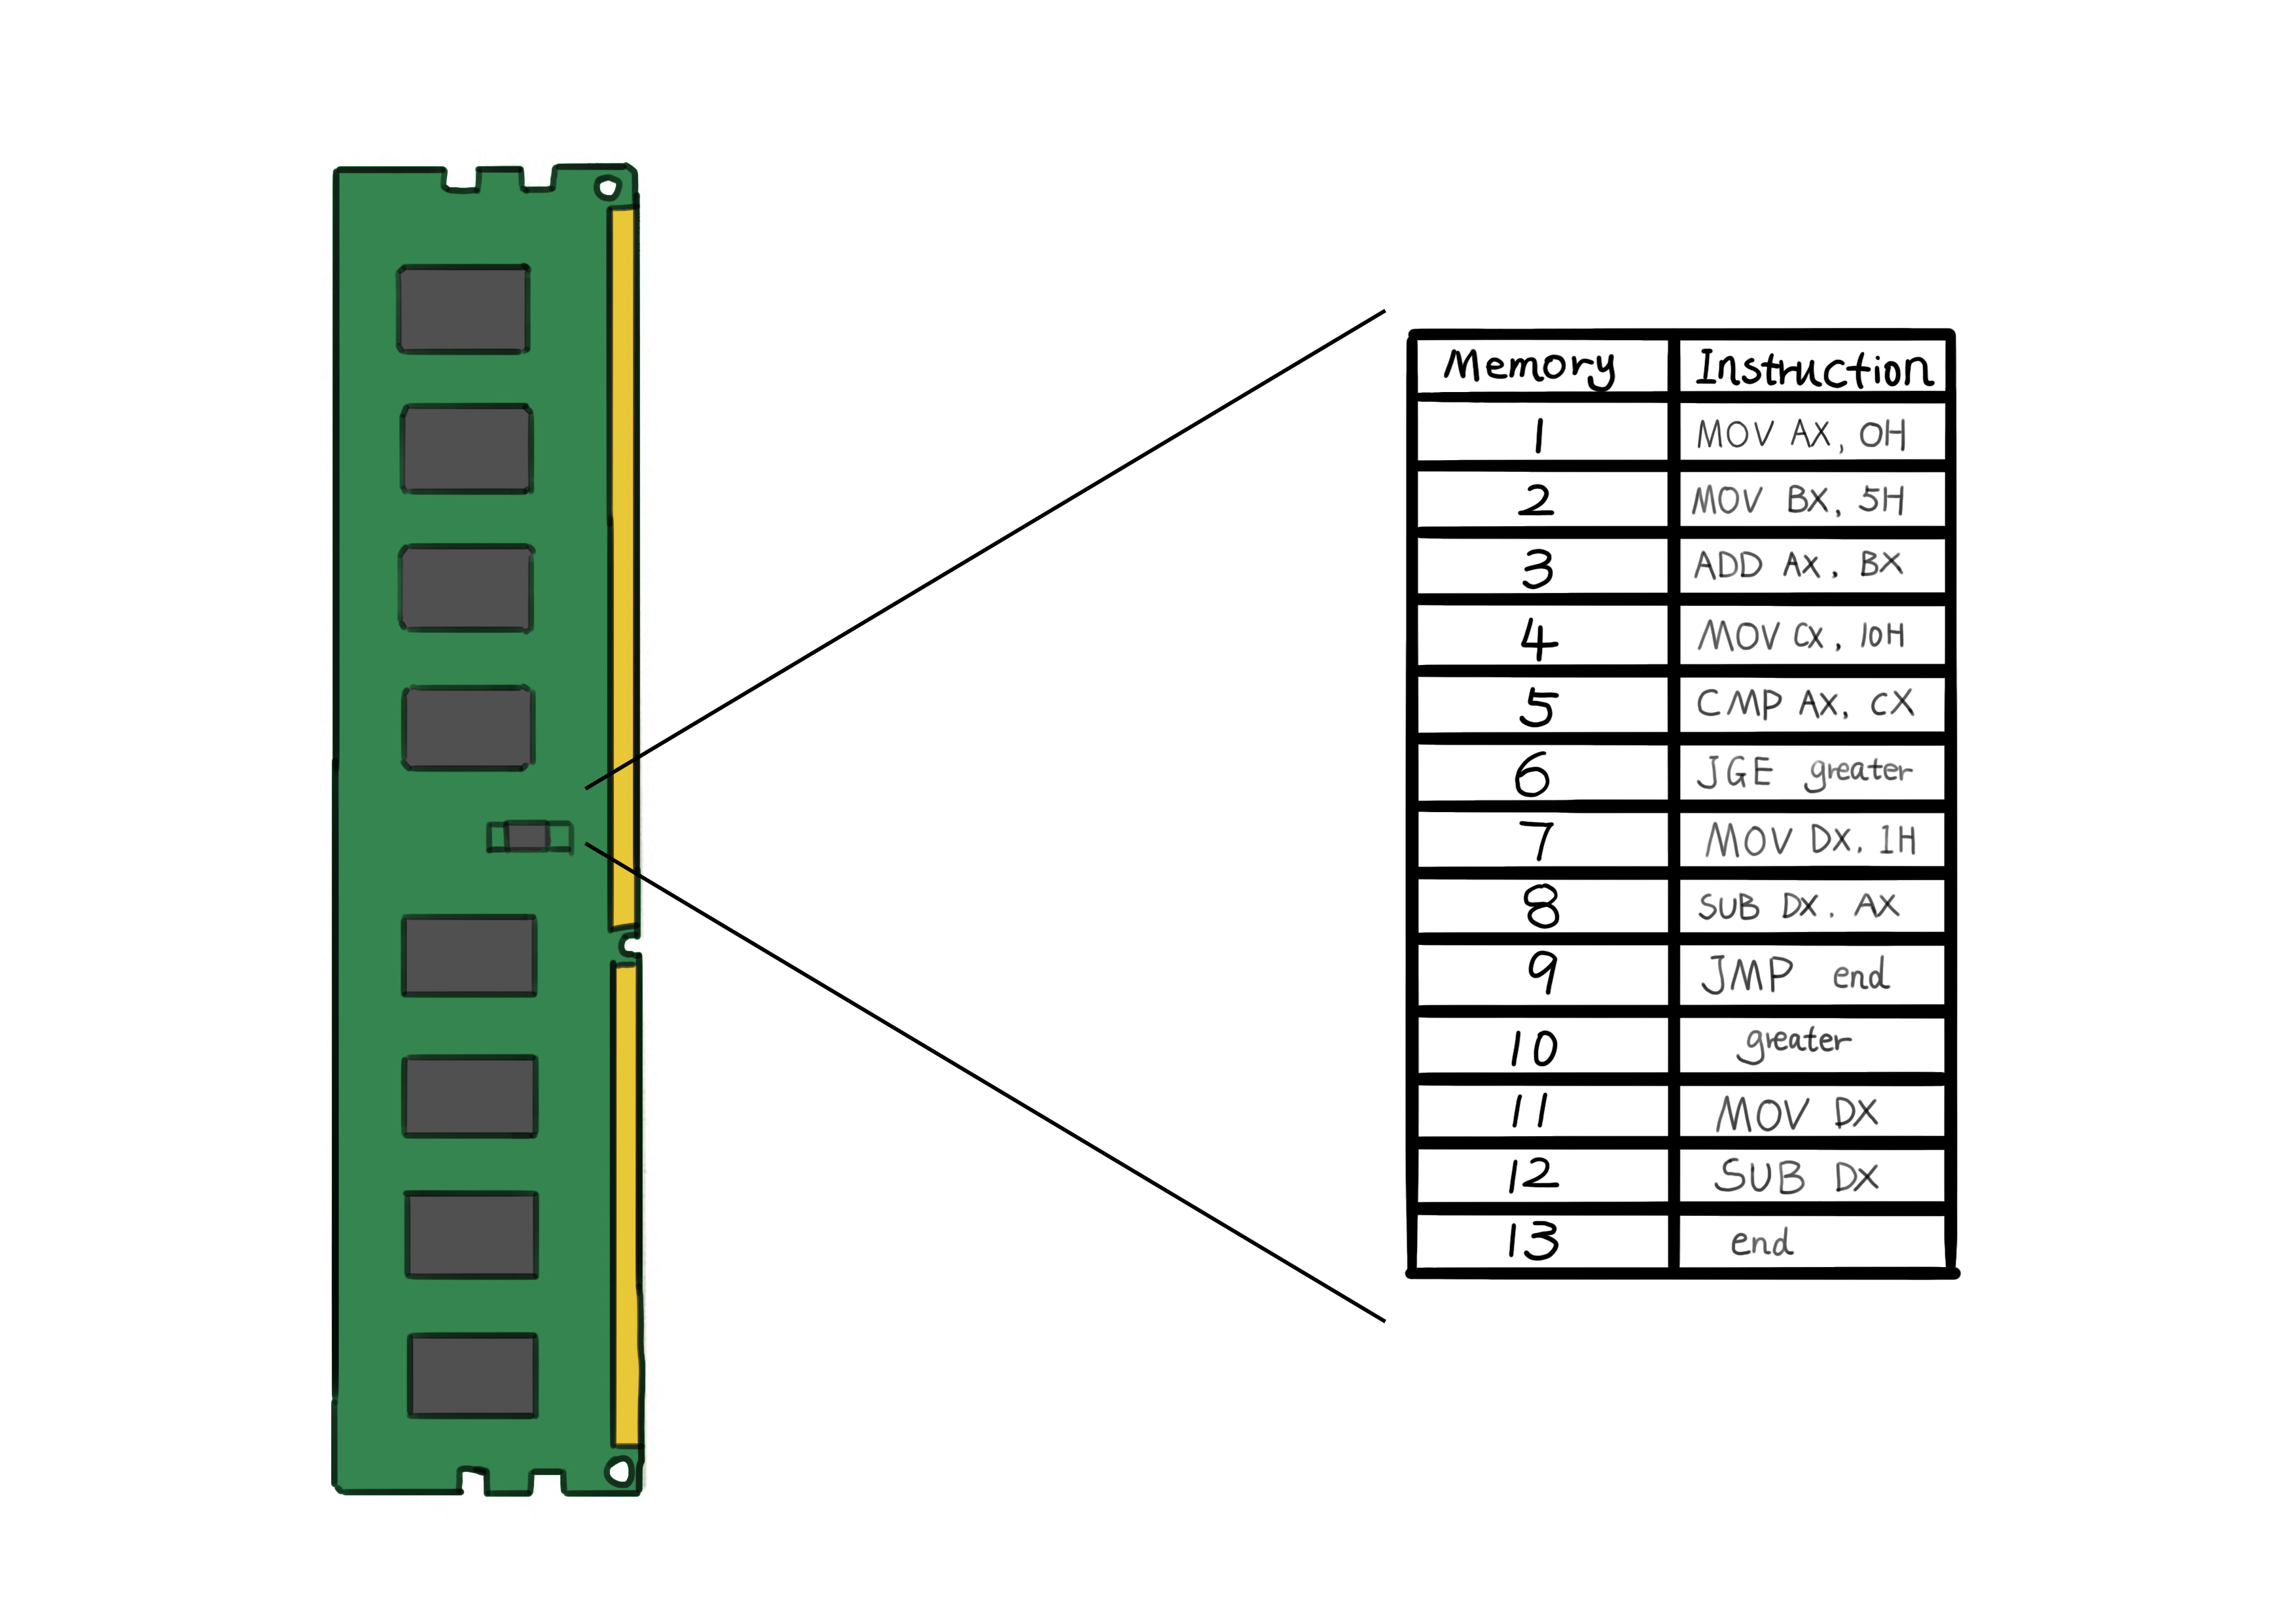 Memory Instruction
1 MOV AX, 0H
2 MOV BX, 5H
3 ADD AX, BX
4 MOV CX, 10H
5 CMP AX, CX
6 JGE greater
7 MOV DX, 1H
8 SUB DX, AX
9 JMP end
10 greater
11 MOV DX
12 SUB DX
13 end